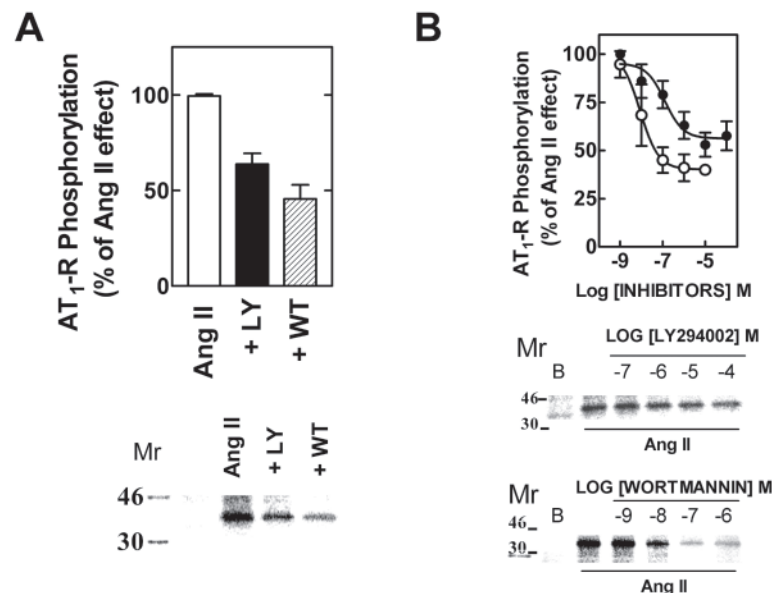 A
AT1-R Phosphorylation
(% of Ang II effect)
100
50
0
Ang II
+ LY
+ WT
Mr
Ang II
+ LY
+ WT
46
30
B
AT1-R Phosphorylation
(% of Ang II effect)
100
75
50
25
0
-9
-7
-5
Log [INHIBITORS] M
Mr
LOG [LY294002] M
B
-7
-6
-5
-4
46
30
Ang II
Mr
LOG [WORTMANNIN] M
B
-9
-8
-7
-6
46
30
Ang II